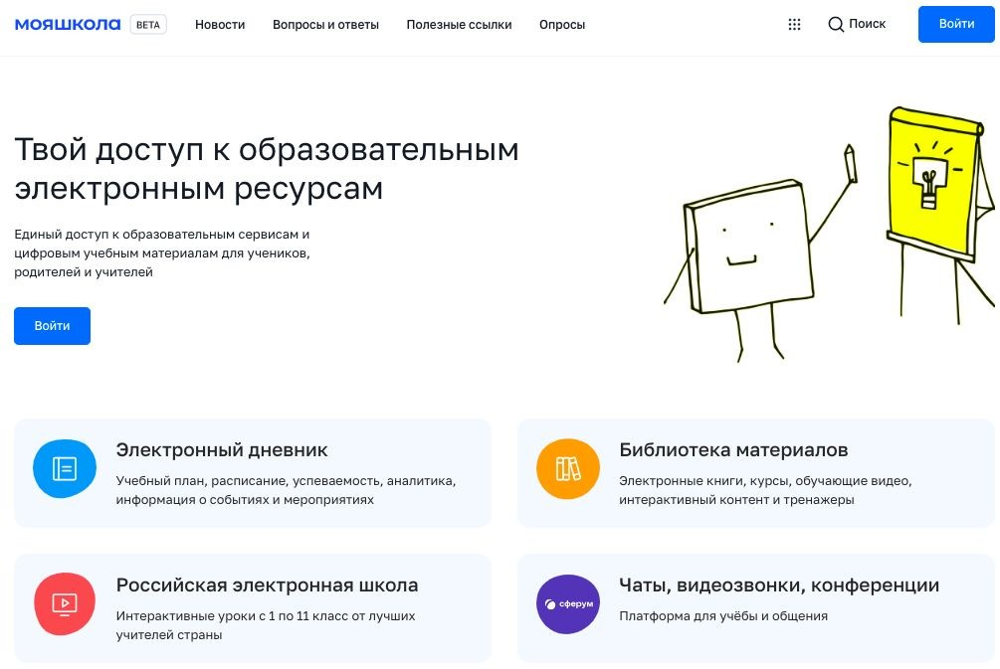 мояшкола
BETA
Новости
Вопросы и ответы
Полезные ссылки
Опросы
Поиск
Войти
Твой доступ к образовательным
электронным ресурсам
Единый доступ к образовательным сервисам и
цифровым учебным материалам для учеников,
родителей и учителей
Войти
Электронный дневник
Учебный план, расписание, успеваемость, аналитика,
информация о событиях и мероприятиях
Библиотека материалов
Электронные книги, курсы, обучающие видео,
интерактивный контент и тренажеры
Российская электронная школа
Интерактивные уроки с 1 по 11 класс от лучших
учителей страны
сферум
Чаты, видеозвонки, конференции
Платформа для учёбы и общения